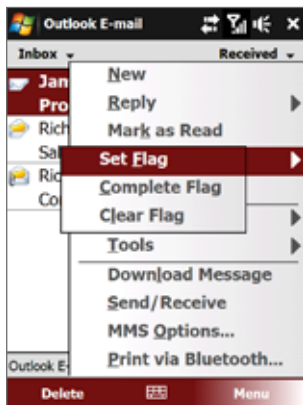 Outlook E-mail
Inbox Received
Jan
Pro
New
Reply
Rich
Mark as Read
Sal
Set Flag
Ric
Complete Flag
Co
Clear Flag
Tools
Download Message
Send/Receive
MMS Options...
Outlook E-
Print via Bluetooth...
Delete Menu